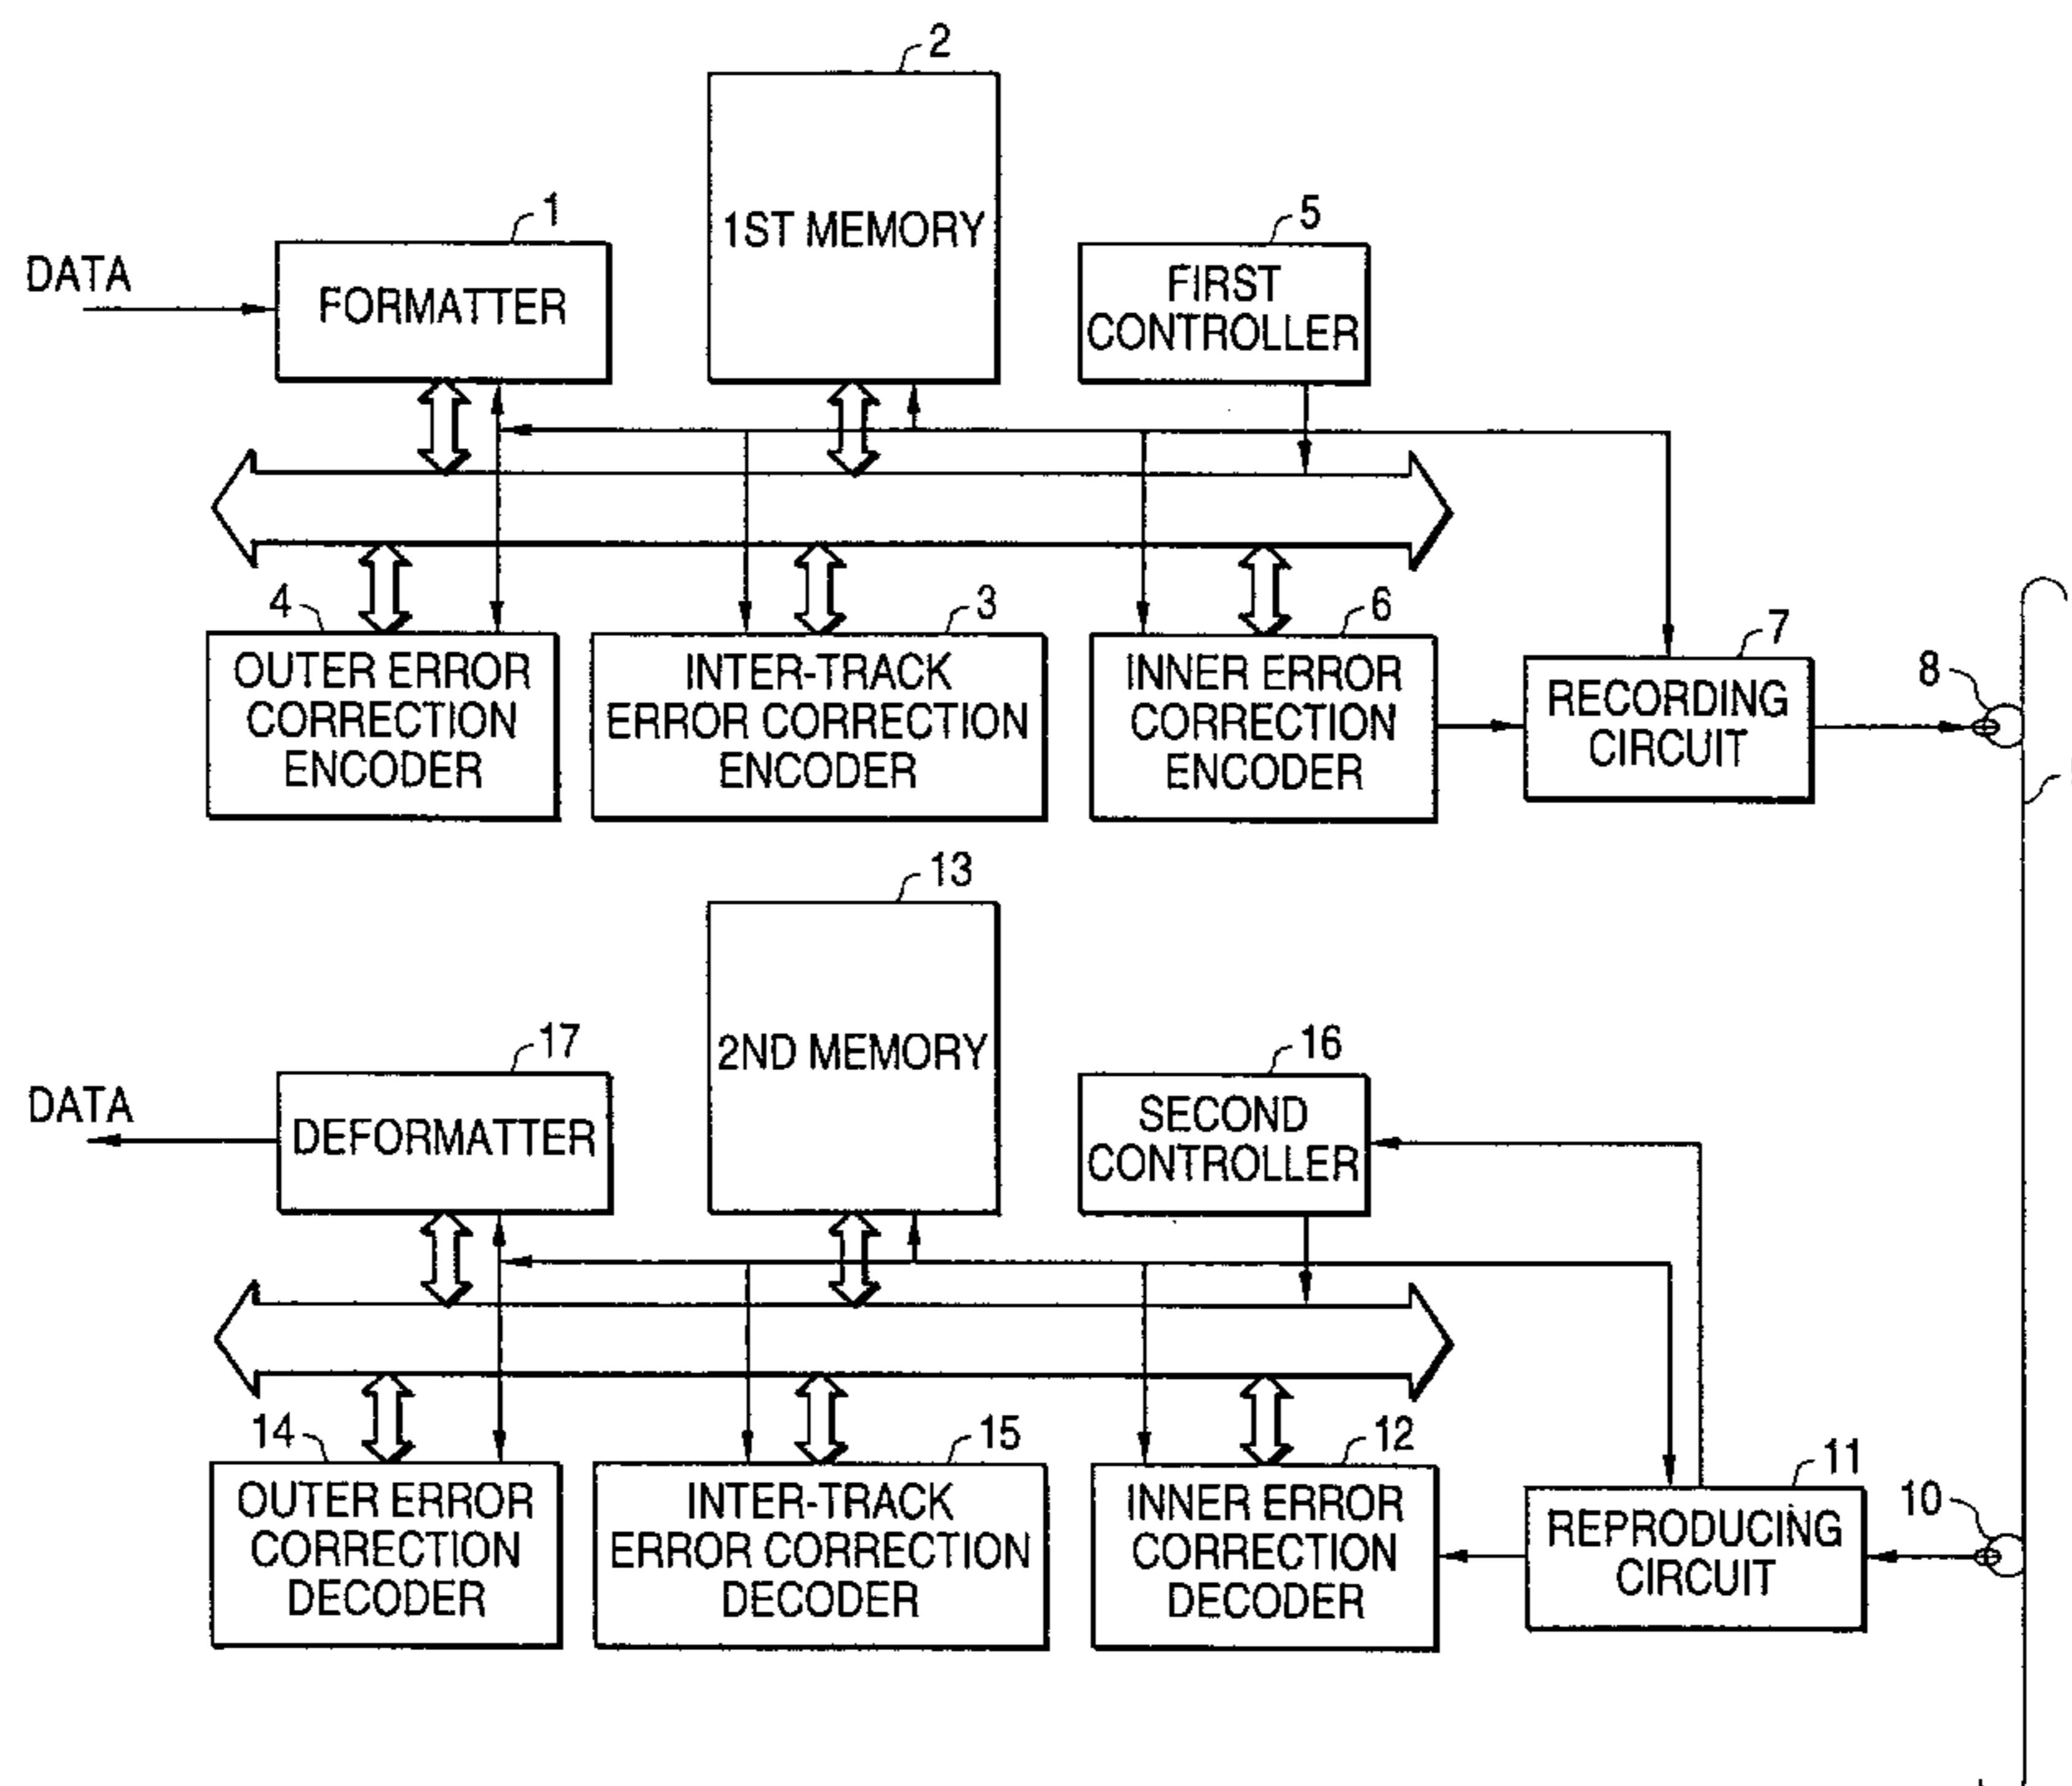 2
1
1ST MEMORY
5
DATA
FORMATTER
FIRST
CONTROLLER
4
OUTER ERROR
CORRECTION
ENCODER
3
INTER-TRACK
ERROR CORRECTION
ENCODER
6
INNER ERROR
CORRECTION
ENCODER
7
RECORDING
CIRCUIT
8
13
2ND MEMORY
17
DATA
DEFORMATTER
16
SECOND
CONTROLLER
14
OUTER ERROR
CORRECTION
DECODER
15
INTER-TRACK
ERROR CORRECTION
DECODER
12
INNER ERROR
CORRECTION
DECODER
11
REPRODUCING
CIRCUIT
10